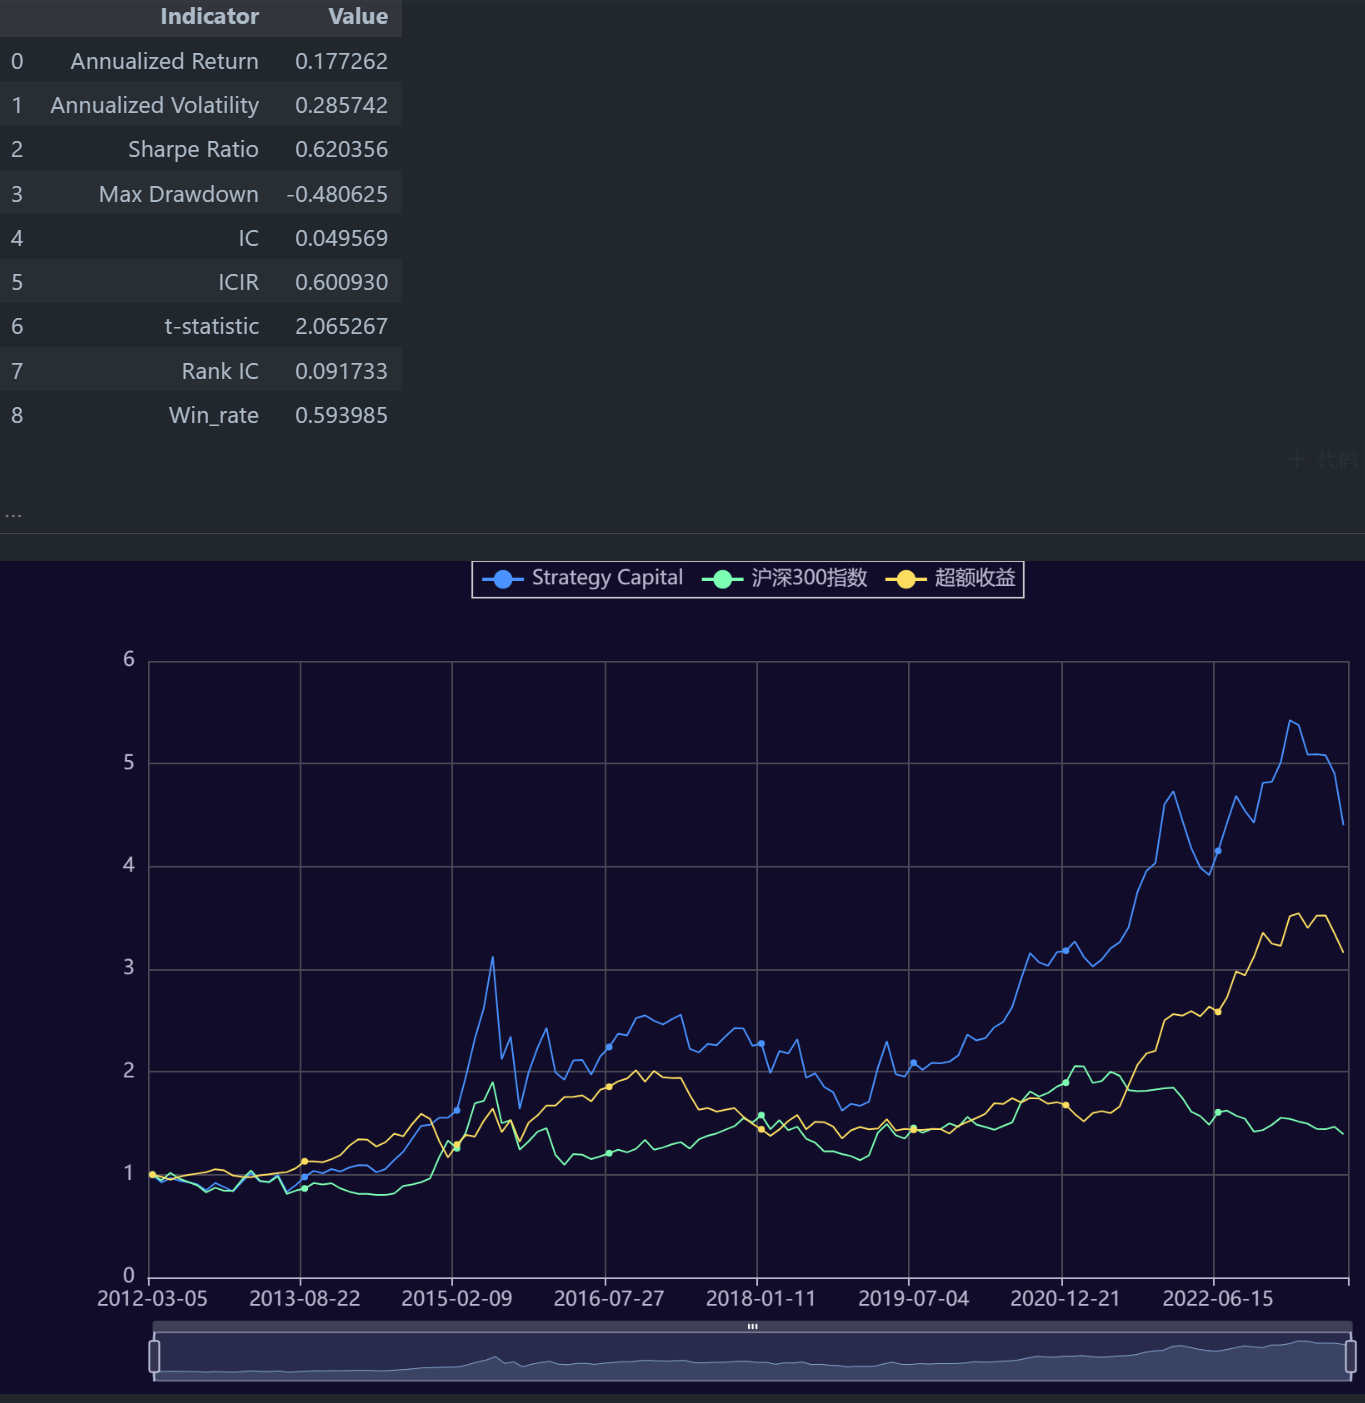 Indicator Value
0 Annualized Return 0.177262
1 Annualized Volatility 0.285742
2 Sharpe Ratio 0.620356
3 Max Drawdown -0.480625
4 IC 0.049569
5 ICIR 0.600930
6 t-statistic 2.065267
7 Rank IC 0.091733
8 Win_rate 0.593985
+ 代码
...
Strategy Capital 沪深300指数 超额收益
6
5
4
3
2
1
0
2012-03-05 2013-08-22 2015-02-09 2016-07-27 2018-01-11 2019-07-04 2020-12-21 2022-06-15